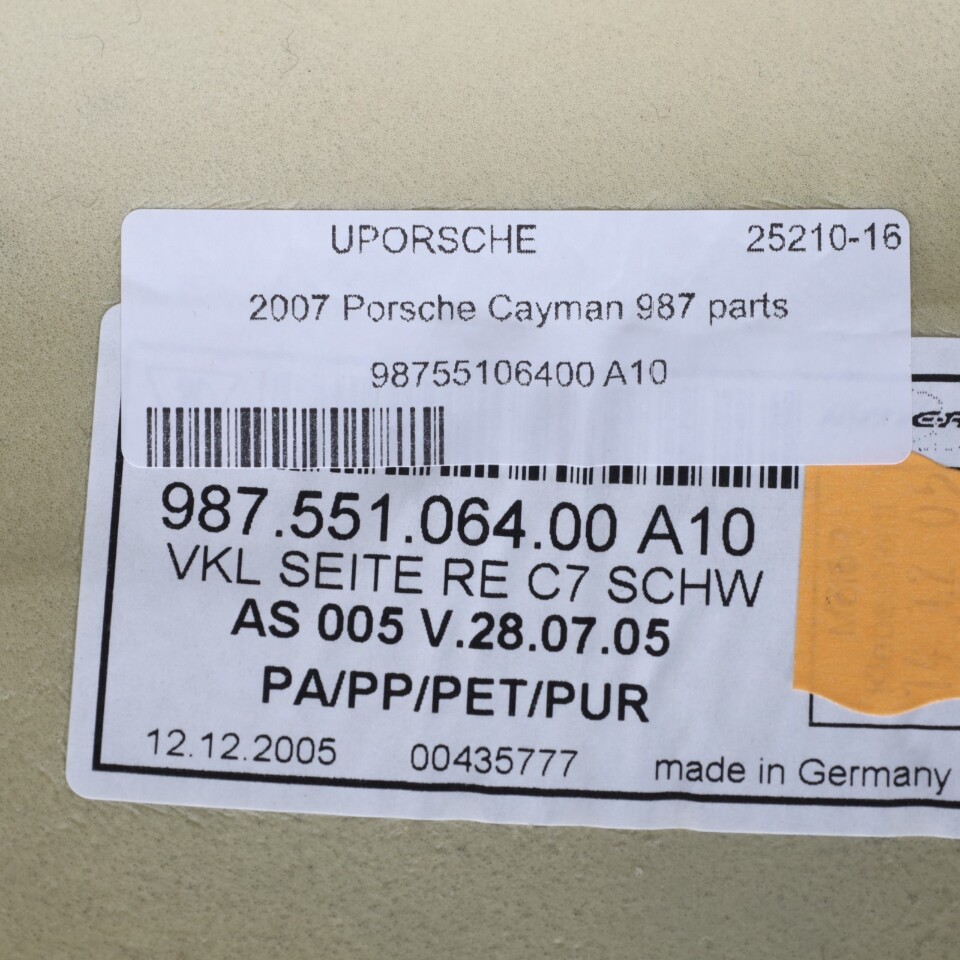 UPORSCHE 25210-16
2007 Porsche Cayman 987 parts
98755106400 A10
987.551.064.00 A10
VKL SEITE RE C7 SCHW
AS 005 V.28.07.05
PA/PP/PET/PUR
12.12.2005 00435777 made in Germany